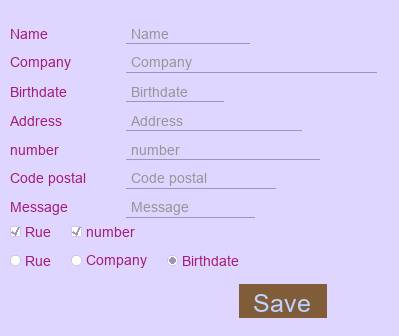 Name Name
Company Company
Birthdate Birthdate
Address Address
number number
Code postal Code postal
Message Message
Rue number
Rue Company Birthdate
Save